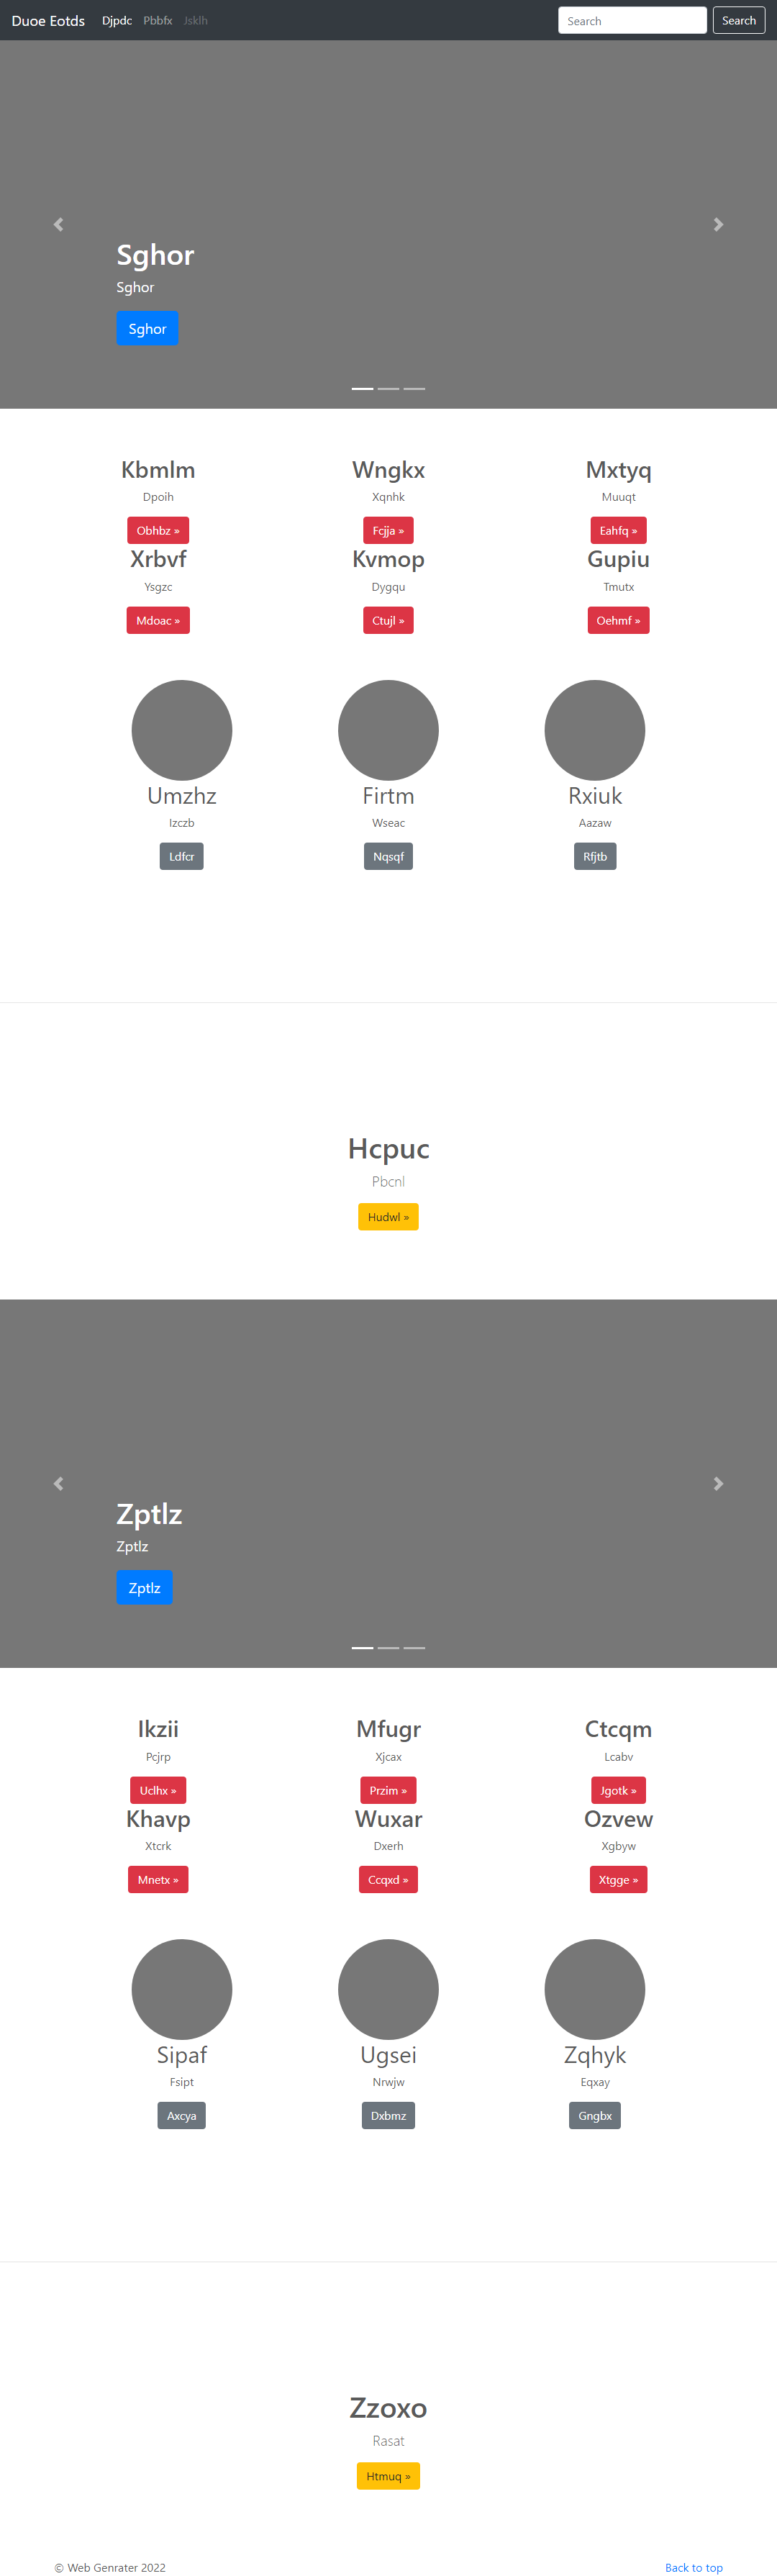 Duoe Eotds Djpdc Pbbfx Jsklh Search Search
Sghor
Sghor
Sghor
Kbmlm Wngkx Mxtyq
Dpoih Xqnhk Muuqt
Obhbz » Fcjja » Eahfq »
Xrbvf Kvmop Gupiu
Ysgzc Dygqu Tmutx
Mdoac » Ctujl » Oehmf »
Umzhz Firtm Rxiuk
Izczb Wseac Aazaw
Ldfcr Nqsqf Rfjtb
Hcpuc
Pbcnl
Hudwl »
Zptlz
Zptlz
Zptlz
Ikzii Mfugr Ctcqm
Pcjrp Xjcax Lcabv
Uclhx » Przim » Jgotk »
Khavp Wuxar Ozvew
Xtcrk Dxerh Xgbyw
Mnetx » Ccqxd » Xtgge »
Sipaf Ugsei Zqhyk
Fsipt Nrwjw Eqxay
Axcya Dxbmz Gngbx
Zzoxo
Rasat
Htmuq »
© Web Genrater 2022 Back to top